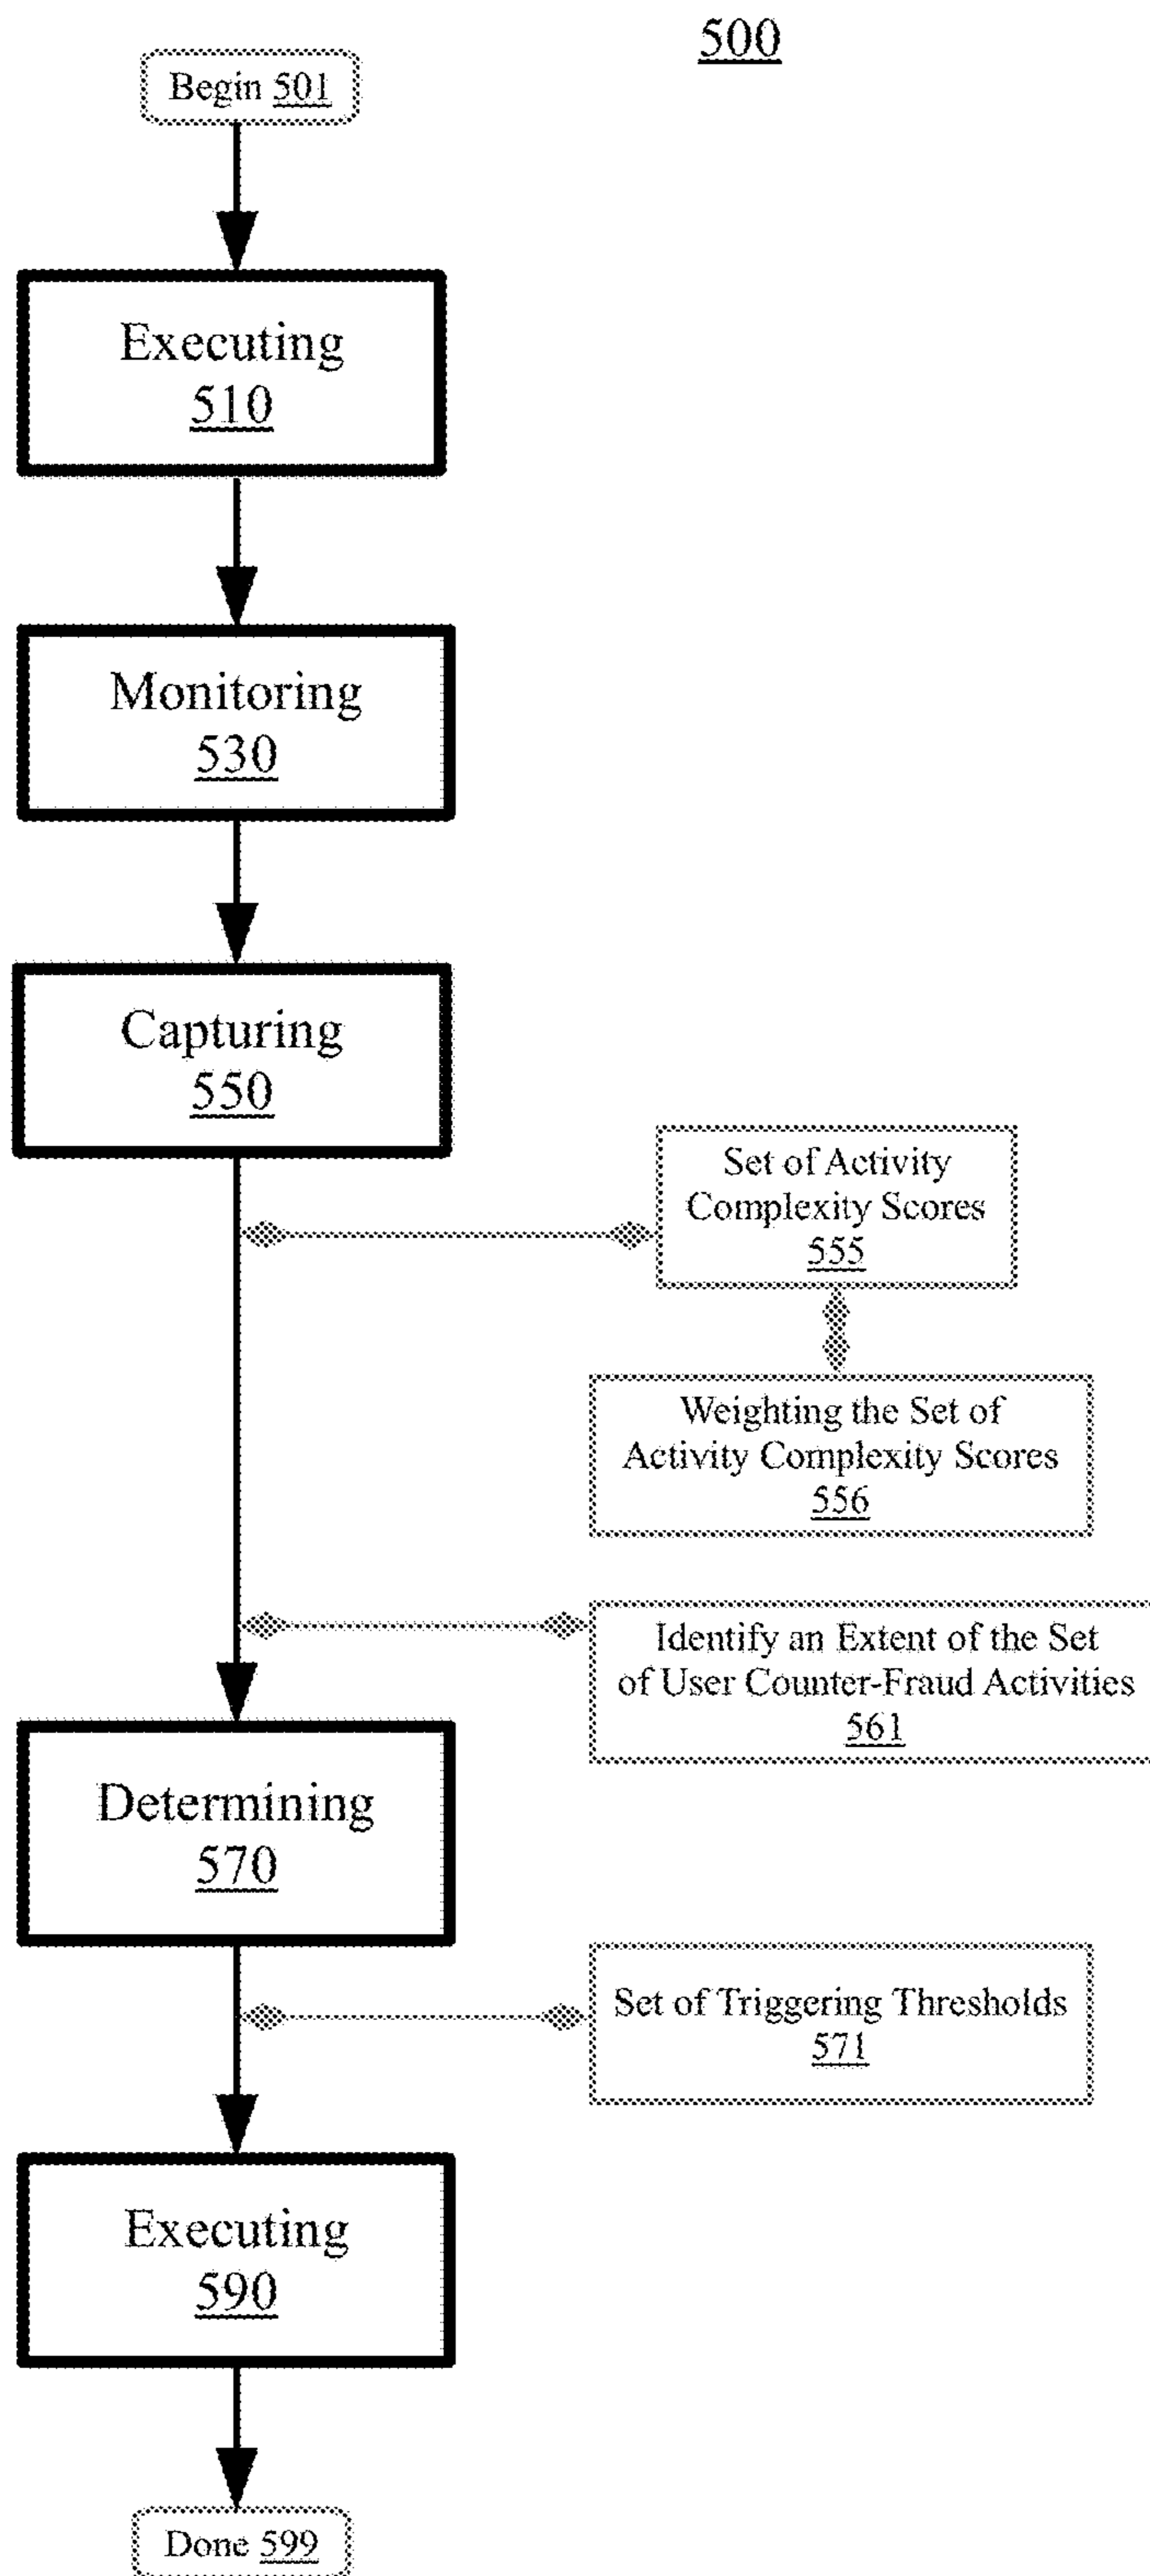 500
Begin 501
Executing
510
Monitoring
530
Capturing
550
Set of Activity
Complexity Scores
555
Weighting the Set of
Activity Complexity Scores
556
Identify an Extent of the Set
of User Counter-Fraud Activities
561
Determining
570
Set of Triggering Thresholds
571
Executing
590
Done 599